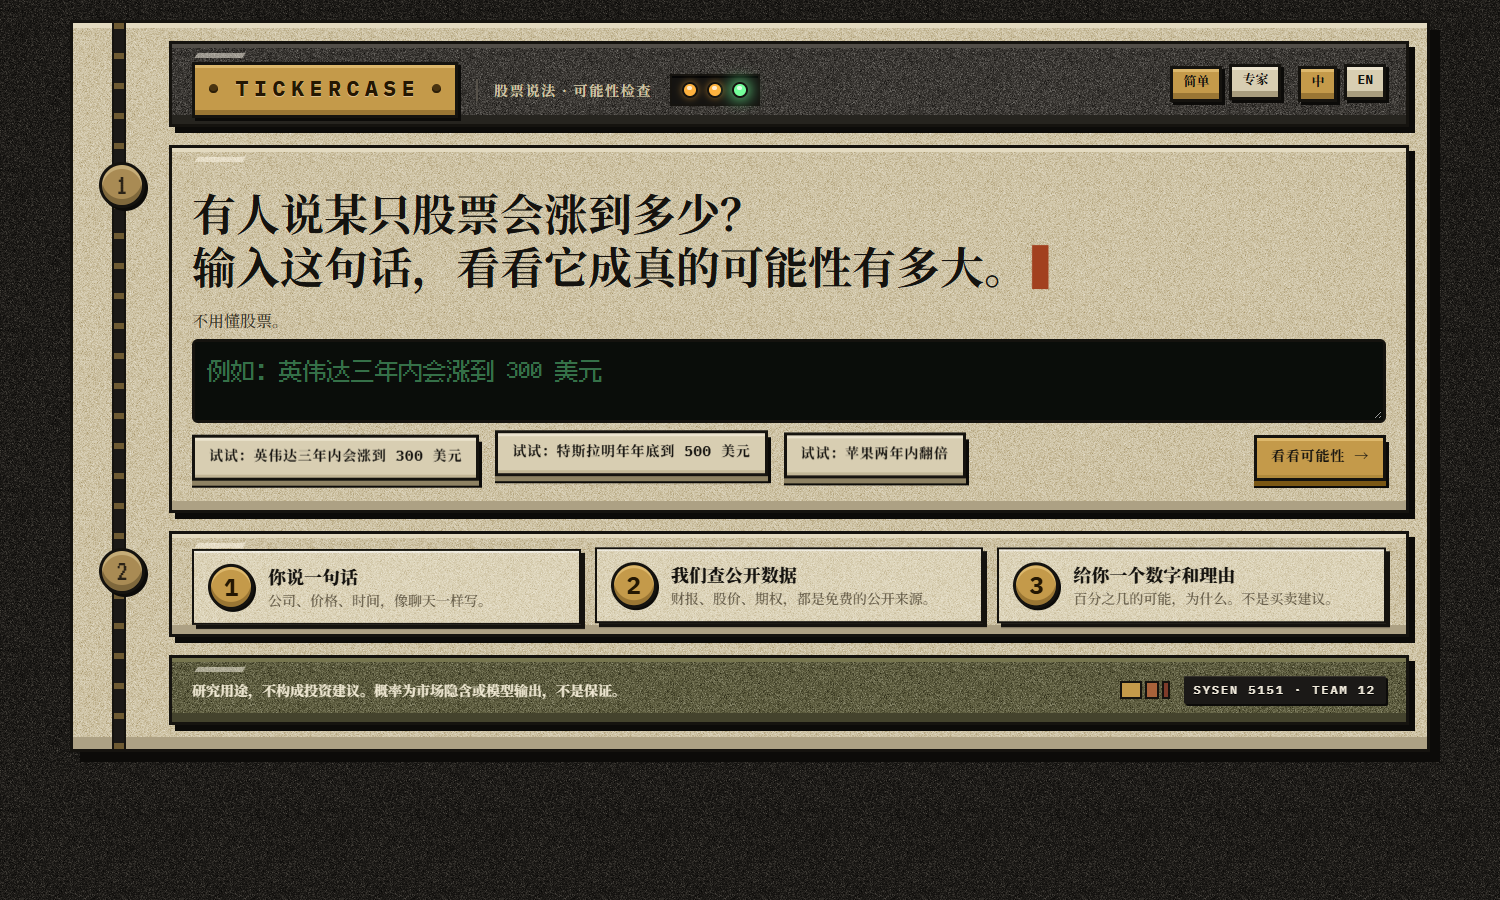 TICKERCASE
股票说法 · 可能性检查
简单
专家
中
EN
1
有人说某只股票会涨到多少？
输入这句话，看看它成真的可能性有多大。
不用懂股票。
例如：英伟达三年内会涨到 300 美元
试试：英伟达三年内会涨到 300 美元
试试：特斯拉明年年底到 500 美元
试试：苹果两年内翻倍
看看可能性 →
2
1
你说一句话
公司、价格、时间，像聊天一样写。
2
我们查公开数据
财报、股价、期权，都是免费的公开来源。
3
给你一个数字和理由
百分之几的可能，为什么。不是买卖建议。
研究用途，不构成投资建议。概率为市场隐含或模型输出，不是保证。
SYSEN 5151 · TEAM 12